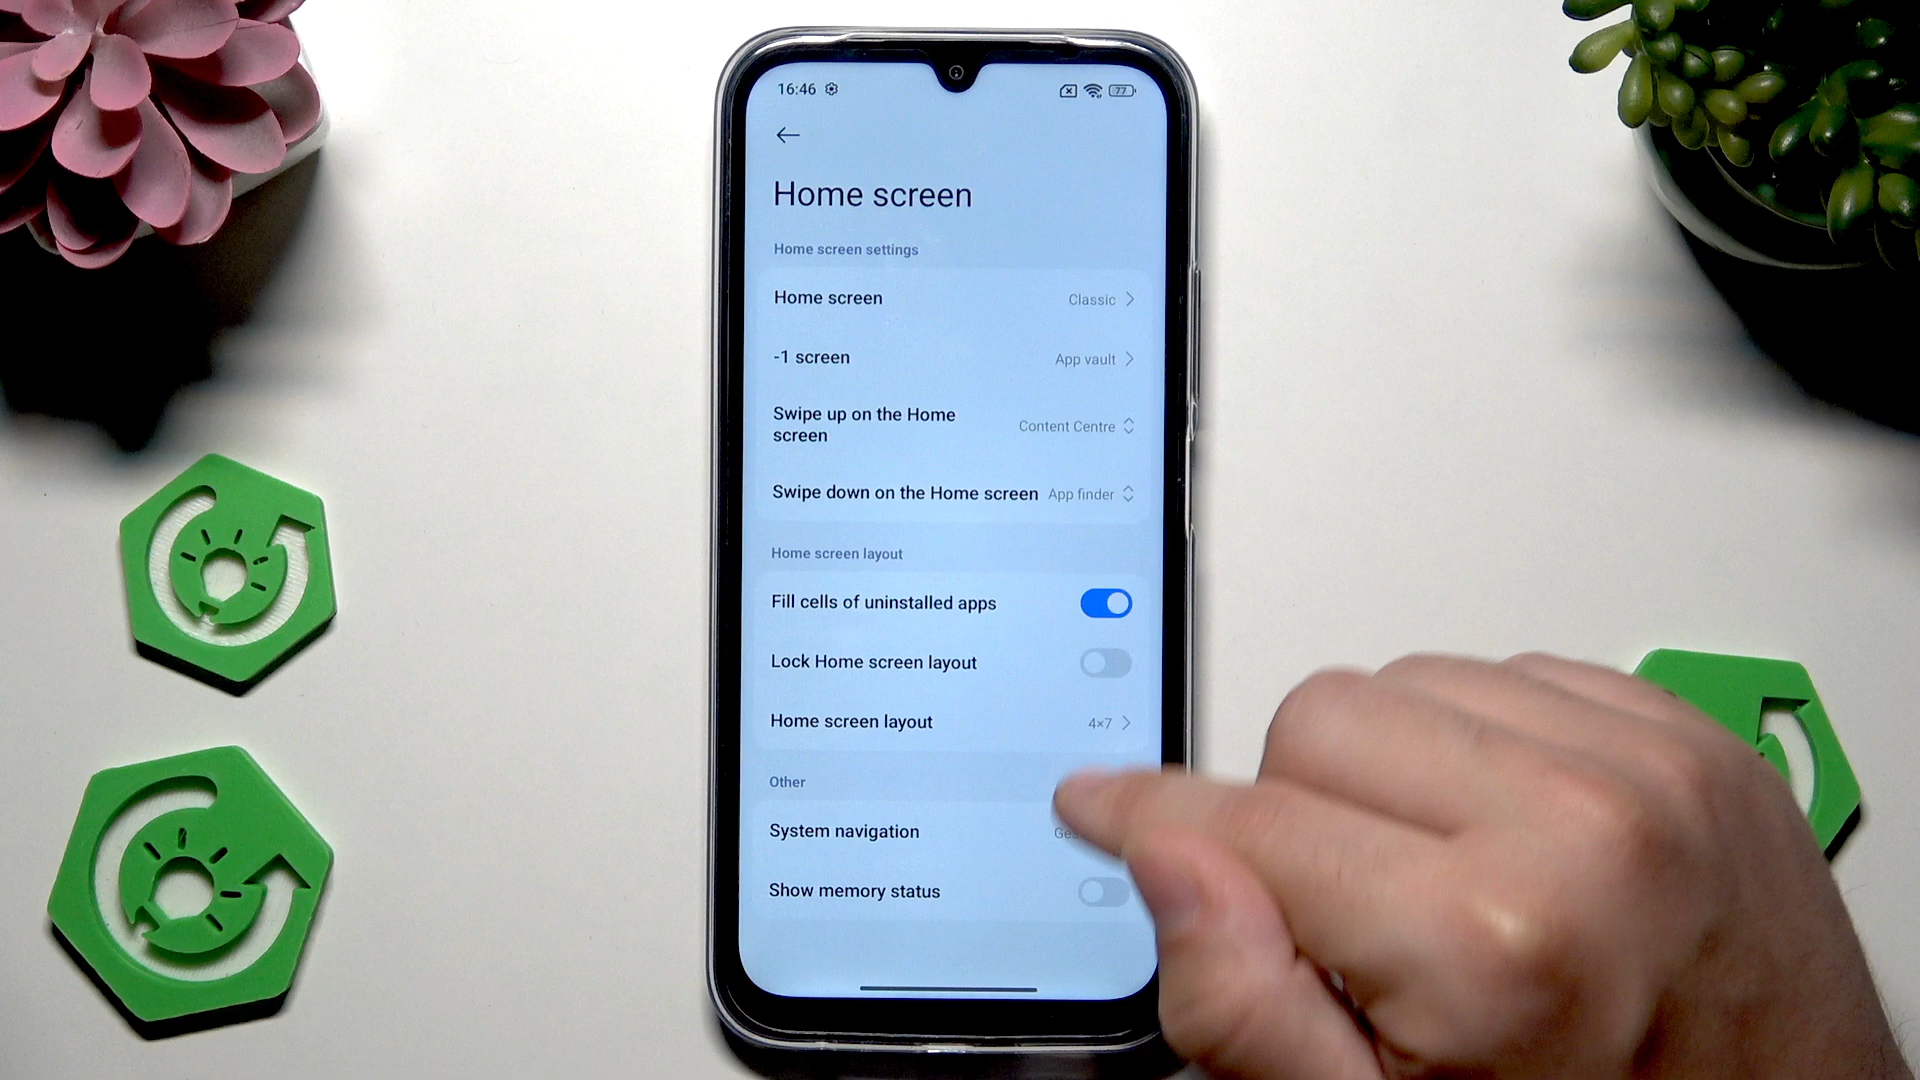 16:46
77
Home screen
Home screen settings
Home screen Classic
-1 screen App vault
Swipe up on the Home
screen
Content Centre
Swipe down on the Home screen App finder
Home screen layout
Fill cells of uninstalled apps
Lock Home screen layout
Home screen layout 4×7
Other
System navigation
Show memory status